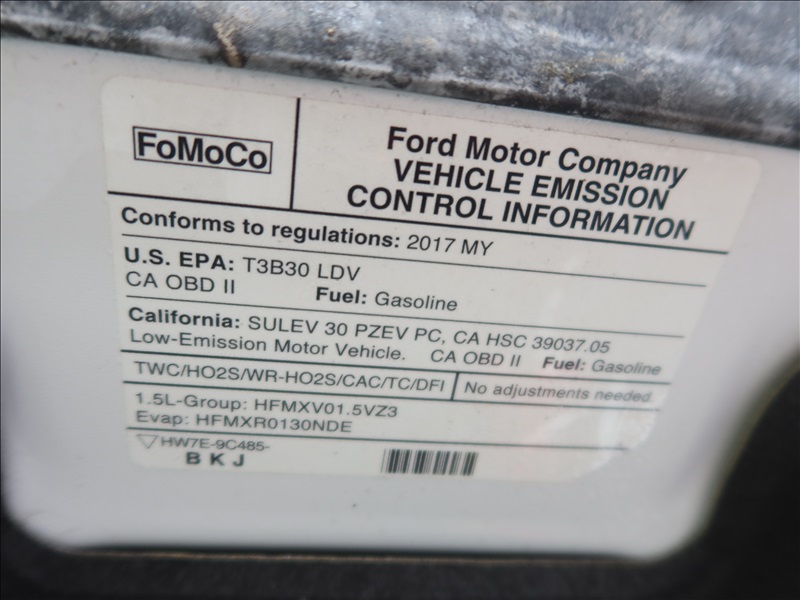 FoMoCo
Ford Motor Company
VEHICLE EMISSION
CONTROL INFORMATION
Conforms to regulations: 2017 MY
U.S. EPA: T3B30 LDV
CA OBD II Fuel: Gasoline
California: SULEV 30 PZEV PC, CA HSC 39037.05
Low-Emission Motor Vehicle. CA OBD II Fuel: Gasoline
TWC/HO2S/WR-HO2S/CAC/TC/DFI No adjustments needed.
1.5L-Group: HFMXV01.5VZ3
Evap: HFMXR0130NDE
HW7E-9C485-
B K J